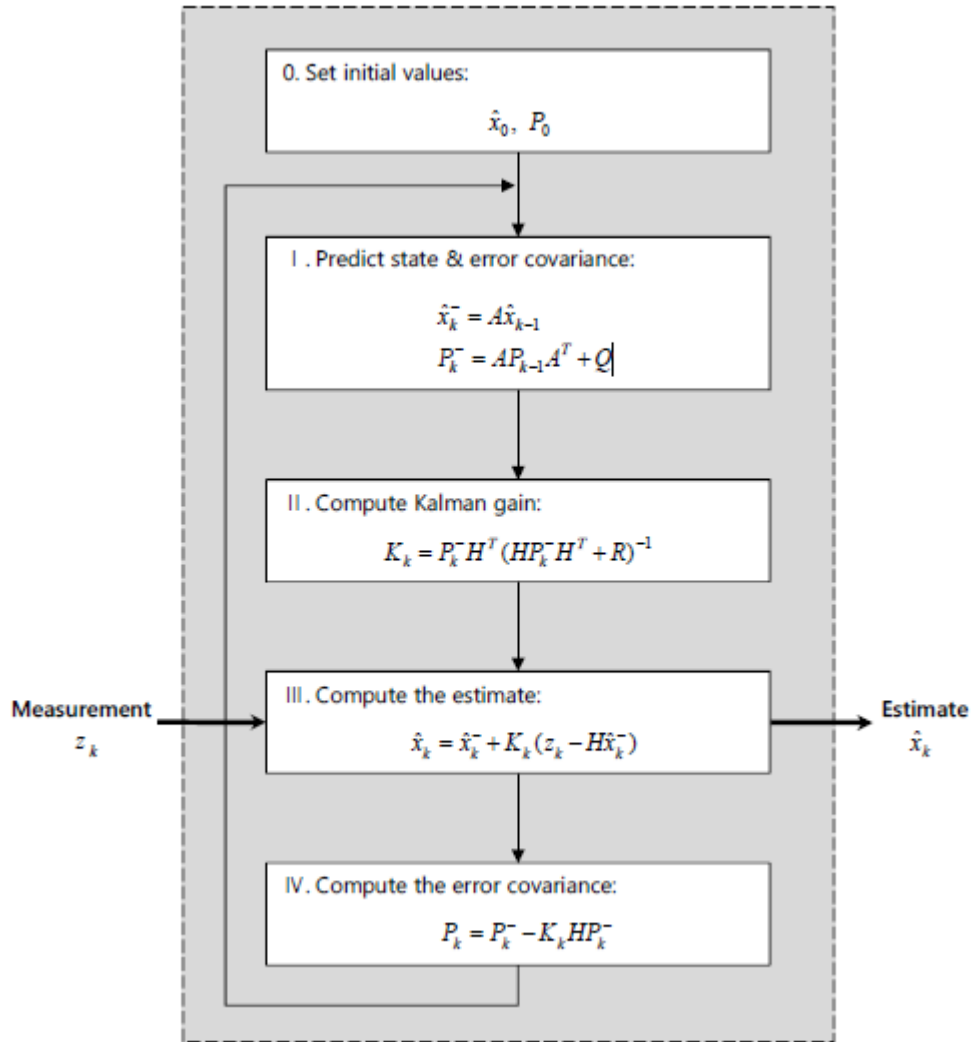 0. Set initial values:
x̂₀, P₀
Ⅰ. Predict state & error covariance:
x̂ₖ⁻ = Ax̂ₖ₋₁
Pₖ⁻ = APₖ₋₁Aᵀ + Q
Ⅱ. Compute Kalman gain:
Kₖ = Pₖ⁻Hᵀ(HPₖ⁻Hᵀ + R)⁻¹
Measurement
zₖ
Ⅲ. Compute the estimate:
x̂ₖ = x̂ₖ⁻ + Kₖ(zₖ − Hx̂ₖ⁻)
Estimate
x̂ₖ
Ⅳ. Compute the error covariance:
Pₖ = Pₖ⁻ − KₖHPₖ⁻